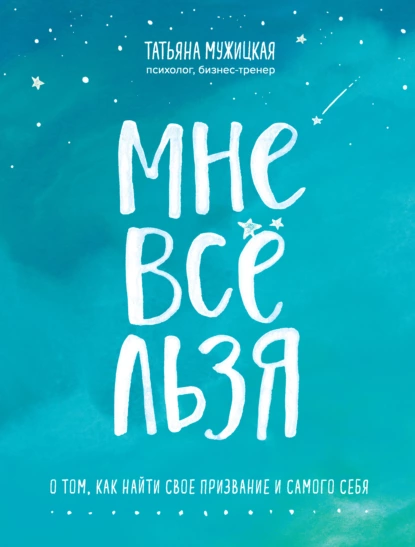 ТАТЬЯНА МУЖИЦКАЯ
психолог, бизнес-тренер
МНЕ
ВСЁ
ЛЬЗЯ
О ТОМ, КАК НАЙТИ СВОЕ ПРИЗВАНИЕ И САМОГО СЕБЯ